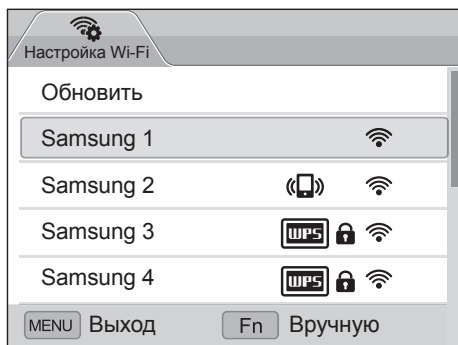 Настройка Wi-Fi
Обновить
Samsung 1
Samsung 2
Samsung 3 WPS
Samsung 4 WPS
MENU Выход Fn Вручную